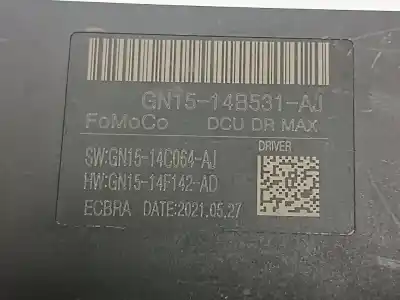 GN15-14B531-AJ
FoMoCo DCU DR MAX
SW:GN15-14C064-AJ DRIVER
HW:GN15-14F142-AD
ECBRA DATE:2021.05.27